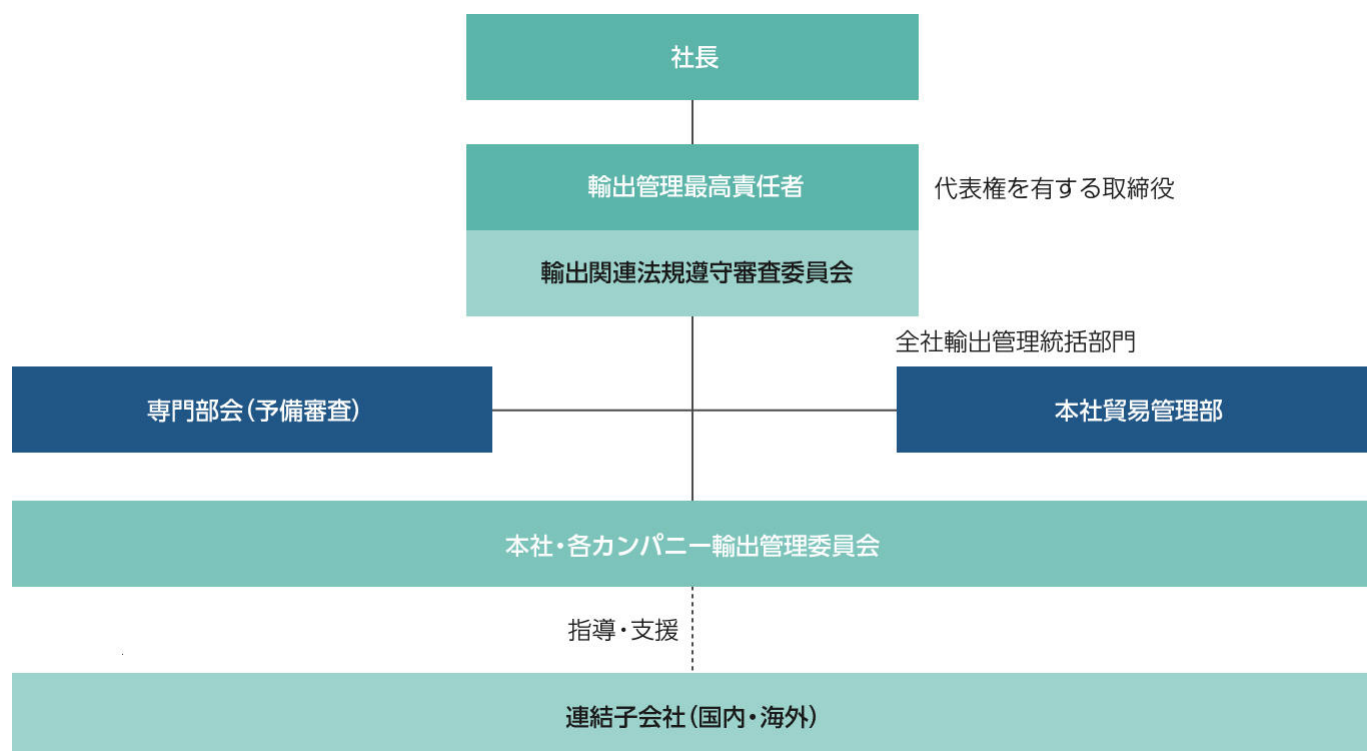 社長
輸出管理最高責任者
代表権を有する取締役
輸出関連法規遵守審査委員会
全社輸出管理統括部門
専門部会(予備審査)
本社貿易管理部
本社・各カンパニー輸出管理委員会
指導・支援
連結子会社(国内・海外)